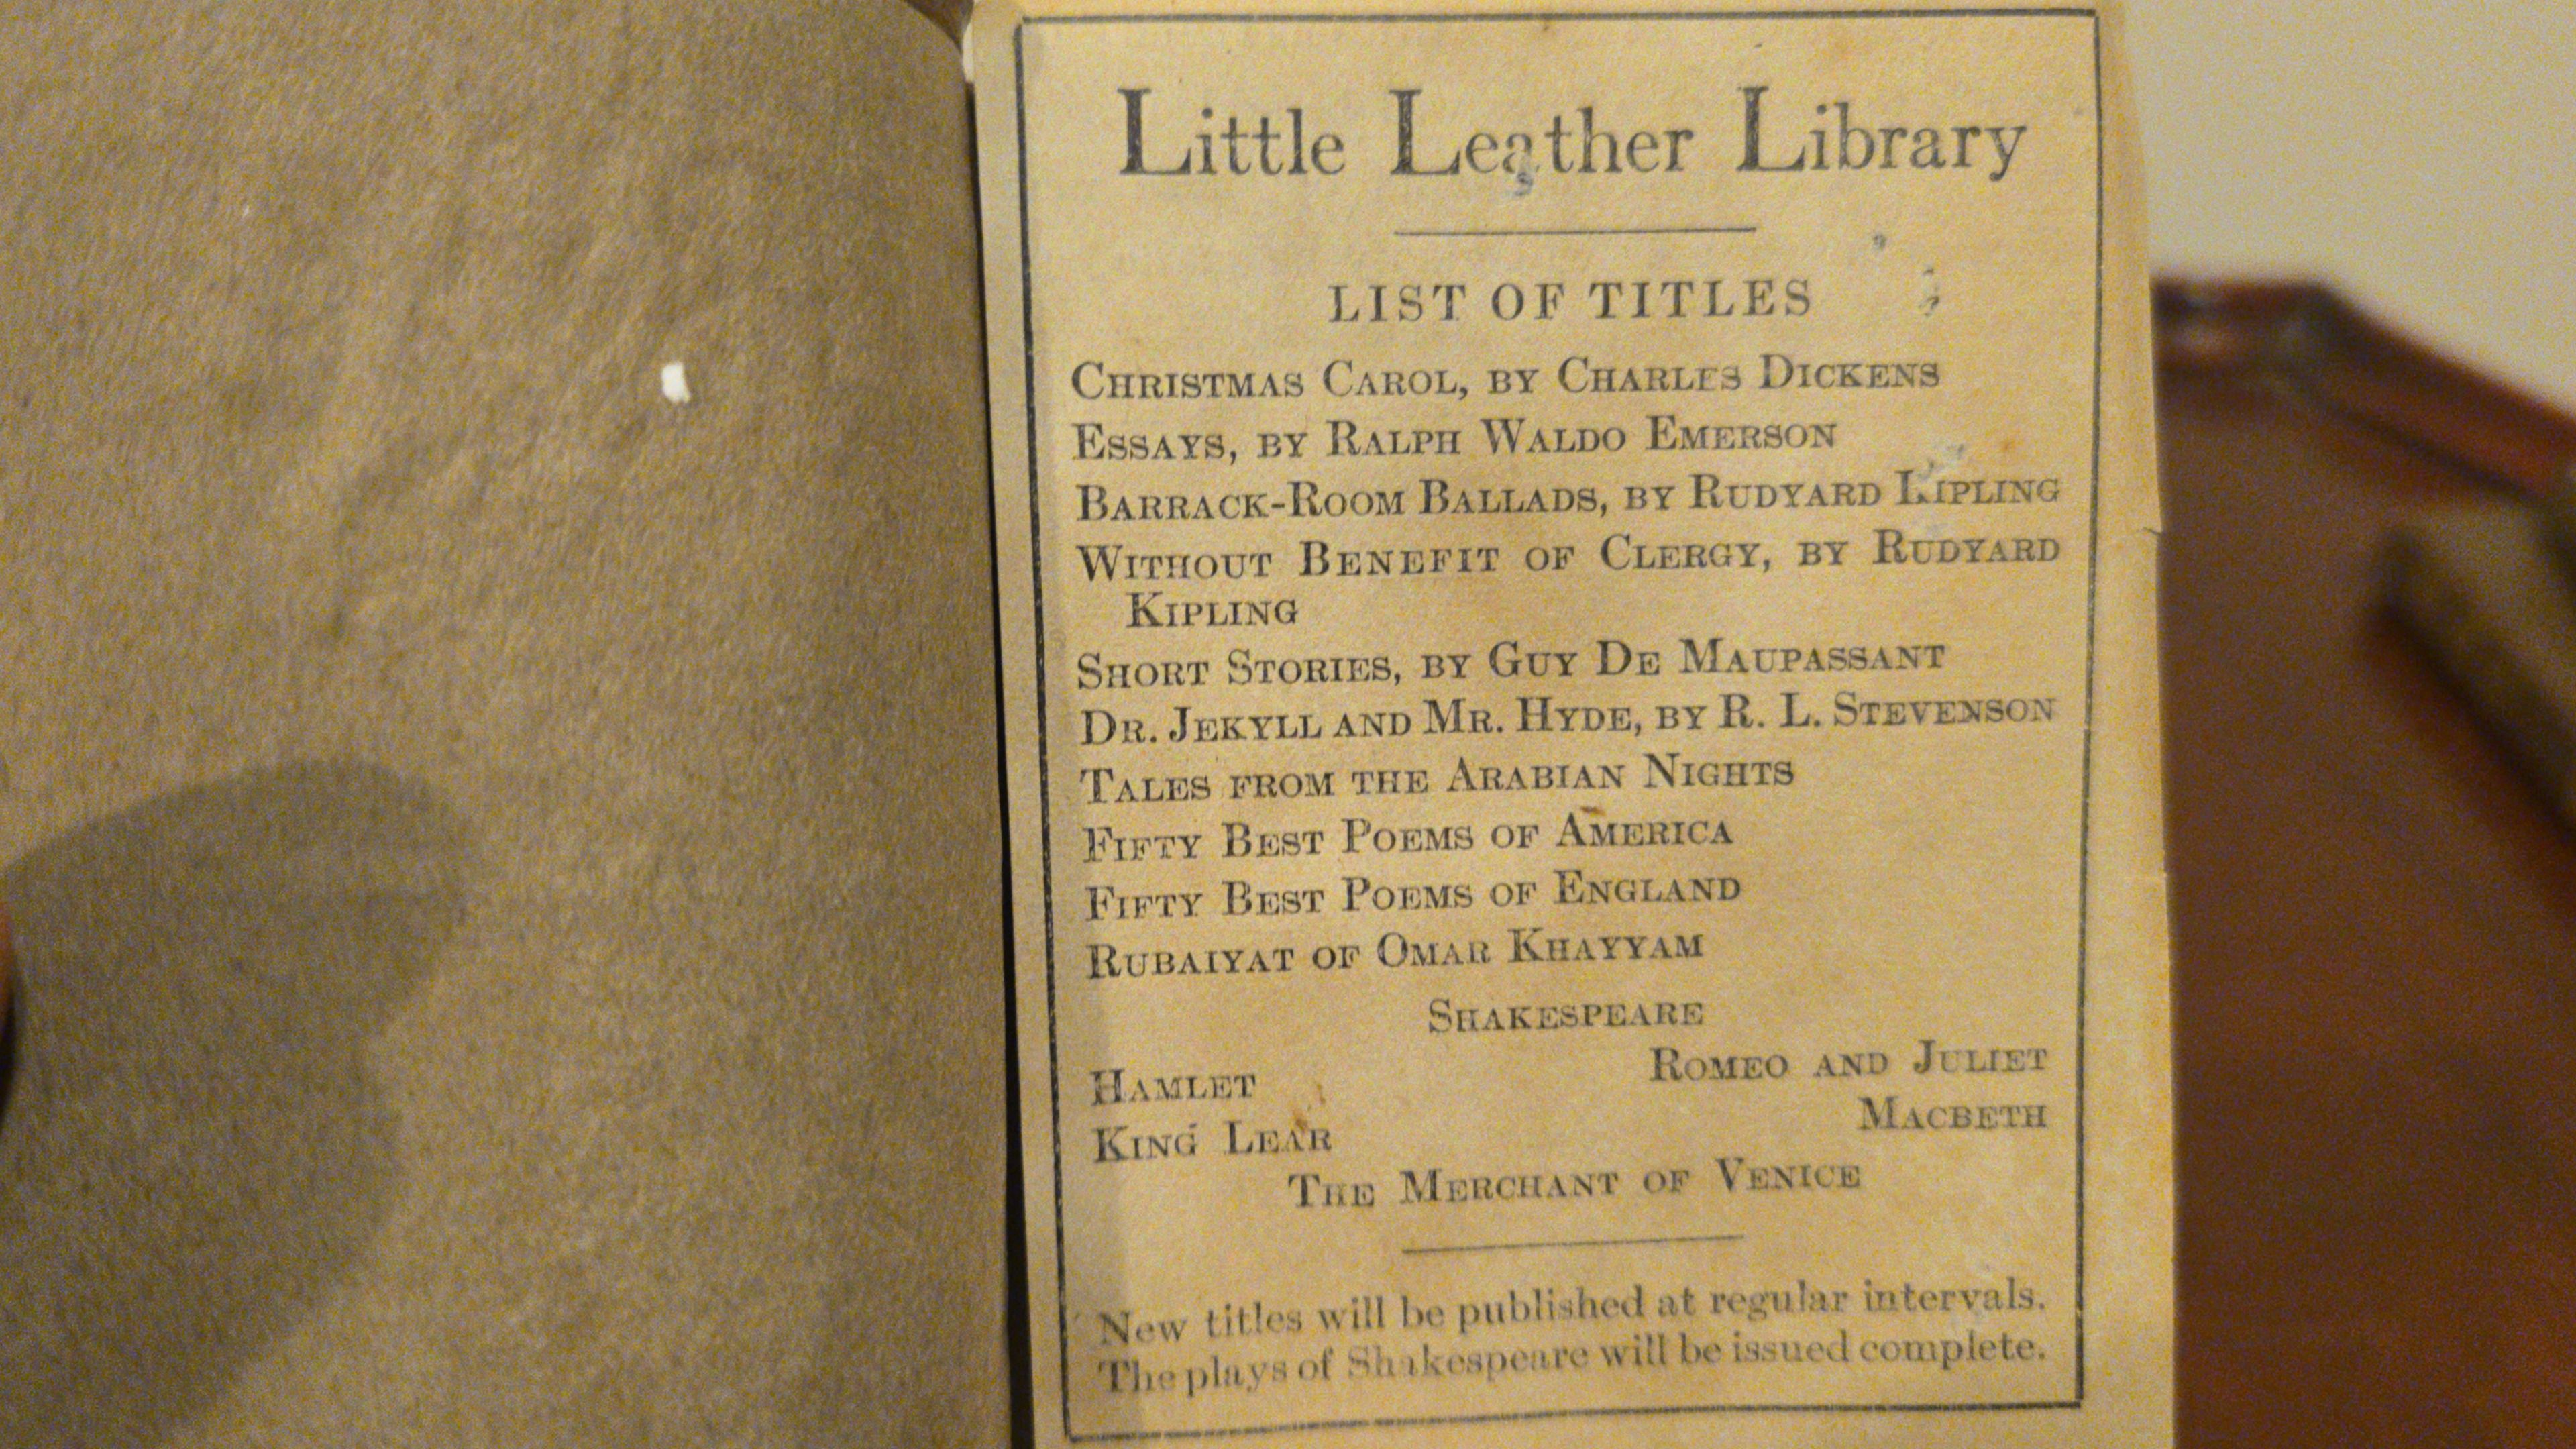 Little Leather Library
LIST OF TITLES
CHRISTMAS CAROL, BY CHARLES DICKENS
ESSAYS, BY RALPH WALDO EMERSON
BARRACK-ROOM BALLADS, BY RUDYARD KIPLING
WITHOUT BENEFIT OF CLERGY, BY RUDYARD
KIPLING
SHORT STORIES, BY GUY DE MAUPASSANT
DR. JEKYLL AND MR. HYDE, BY R. L. STEVENSON
TALES FROM THE ARABIAN NIGHTS
FIFTY BEST POEMS OF AMERICA
FIFTY BEST POEMS OF ENGLAND
RUBAIYAT OF OMAR KHAYYAM
SHAKESPEARE
HAMLET ROMEO AND JULIET
KING LEAR MACBETH
THE MERCHANT OF VENICE
New titles will be published at regular intervals.
The plays of Shakespeare will be issued complete.